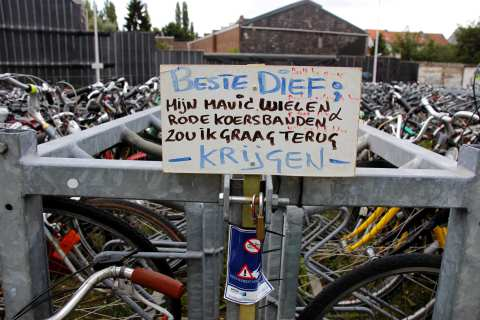 BESTE DIEF;
MIJN MAVIC WIELEN &
RODE KOERSBANDEN
ZOU IK GRAAG TERUG
- KRIJGEN -